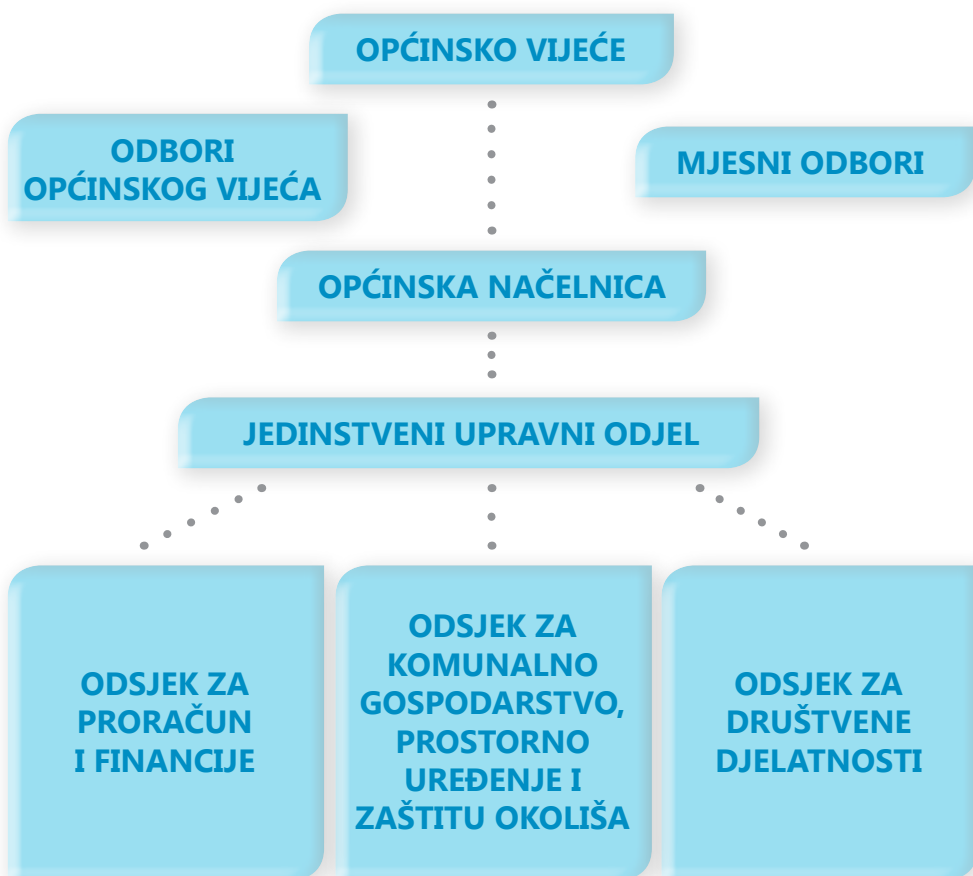 OPĆINSKO VIJEĆE
ODBORI
OPĆINSKOG VIJEĆA
MJESNI ODBORI
OPĆINSKA NAČELNICA
JEDINSTVENI UPRAVNI ODJEL
ODSJEK ZA
PRORAČUN
I FINANCIJE
ODSJEK ZA
KOMUNALNO
GOSPODARSTVO,
PROSTORNO
UREĐENJE I
ZAŠTITU OKOLIŠA
ODSJEK ZA
DRUŠTVENE
DJELATNOSTI